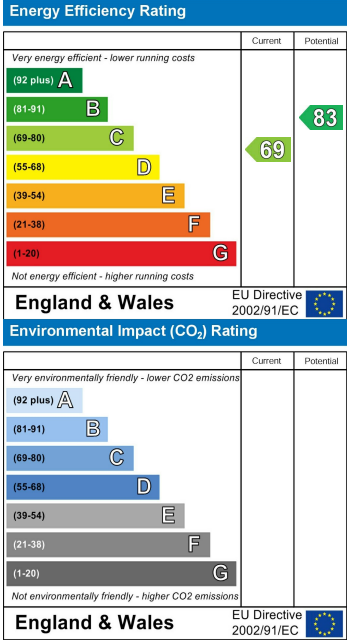 Energy Efficiency Rating
Current Potential
Very energy efficient - lower running costs
(92 plus) A
(81-91) B
(69-80) C
(55-68) D
(39-54) E
(21-38) F
(1-20) G
69
83
Not energy efficient - higher running costs
England & Wales
EU Directive
2002/91/EC
Environmental Impact (CO₂) Rating
Current Potential
Very environmentally friendly - lower CO2 emissions
(92 plus) A
(81-91) B
(69-80) C
(55-68) D
(39-54) E
(21-38) F
(1-20) G
Not environmentally friendly - higher CO2 emissions
England & Wales
EU Directive
2002/91/EC